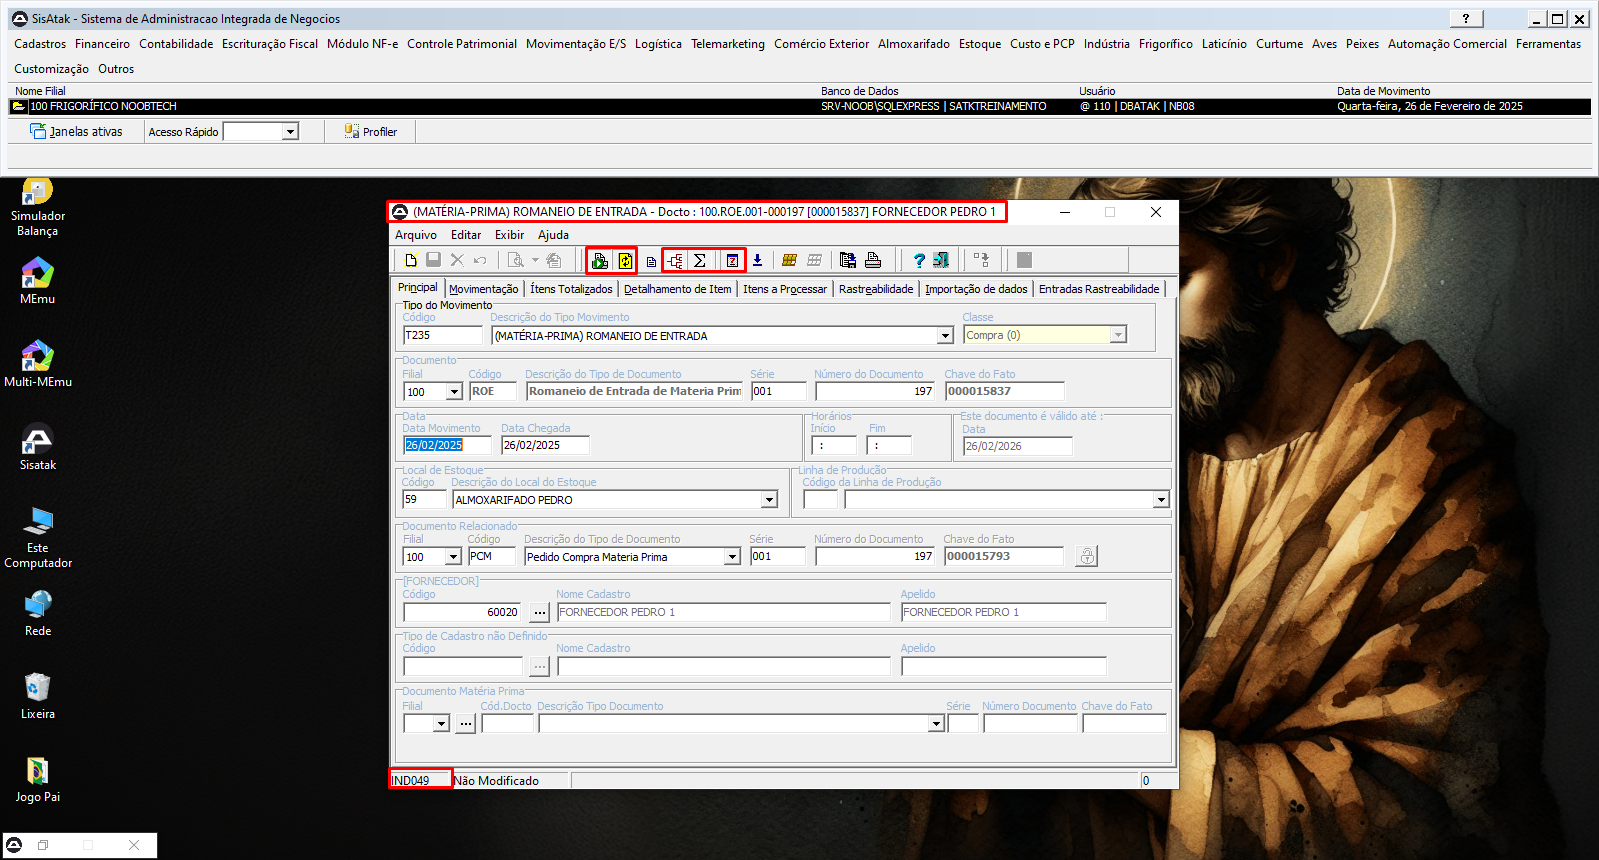 SisAtak - Sistema de Administracao Integrada de Negocios
?
Cadastros Financeiro Contabilidade Escrituração Fiscal Módulo NF-e Controle Patrimonial Movimentação E/S Logística Telemarketing Comércio Exterior Almoxarifado Estoque Custo e PCP Indústria Frigorífico Laticínio Curtume Aves Peixes Automação Comercial Ferramentas
Customização Outros
Nome Filial Banco de Dados Usuário Data de Movimento
100 FRIGORÍFICO NOOBTECH SRV-NOOB\SQLEXPRESS | SATKTREINAMENTO @ 110 | DBATAK | NB08 Quarta-feira, 26 de Fevereiro de 2025
Janelas ativas Acesso Rápido Profiler
Simulador Balança
MEmu
Multi-MEmu
Sisatak
Este Computador
Rede
Lixeira
Jogo Pai
(MATÉRIA-PRIMA) ROMANEIO DE ENTRADA - Docto : 100.ROE.001-000197 [000015837] FORNECEDOR PEDRO 1
Arquivo Editar Exibir Ajuda
Principal Movimentação Ítens Totalizados Detalhamento de Item Itens a Processar Rastreabilidade Importação de dados Entradas Rastreabilidade
Tipo do Movimento
Código Descrição do Tipo Movimento Classe
T235 (MATÉRIA-PRIMA) ROMANEIO DE ENTRADA Compra (0)
Documento
Filial Código Descrição do Tipo de Documento Série Número do Documento Chave do Fato
100 ROE Romaneio de Entrada de Materia Prim 001 197 000015837
Data Horários Este documento é válido até :
Data Movimento Data Chegada Início Fim Data
26/02/2025 26/02/2025 : : 26/02/2026
Local de Estoque Linha de Produção
Código Descrição do Local do Estoque Código da Linha de Produção
59 ALMOXARIFADO PEDRO
Documento Relacionado
Filial Código Descrição do Tipo de Documento Série Número do Documento Chave do Fato
100 PCM Pedido Compra Materia Prima 001 197 000015793
[FORNECEDOR]
Código Nome Cadastro Apelido
60020 ... FORNECEDOR PEDRO 1 FORNECEDOR PEDRO 1
Tipo de Cadastro não Definido
Código Nome Cadastro Apelido
...
Documento Matéria Prima
Filial Cód.Docto Descrição Tipo Documento Série Número Documento Chave do Fato
...
IND049 Não Modificado 0